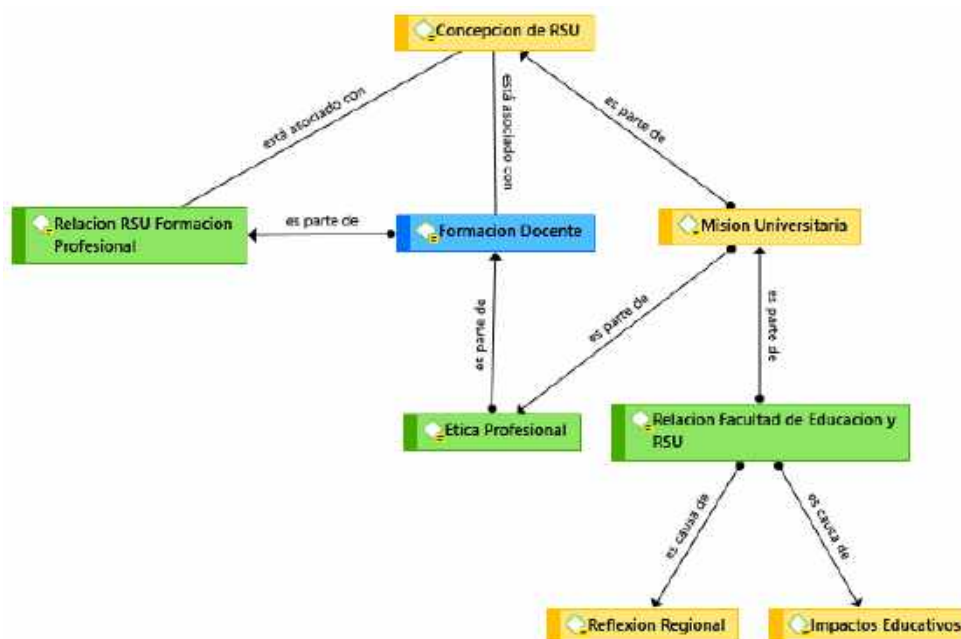 Concepcion de RSU
está asociado con
está asociado con
es parte de
Relacion RSU Formacion
Profesional
es parte de
Formacion Docente
Mision Universitaria
es parte de
es parte de
es parte de
Etica Profesional
Relacion Facultad de Educacion y
RSU
es causa de
es causa de
Reflexion Regional
Impactos Educativos